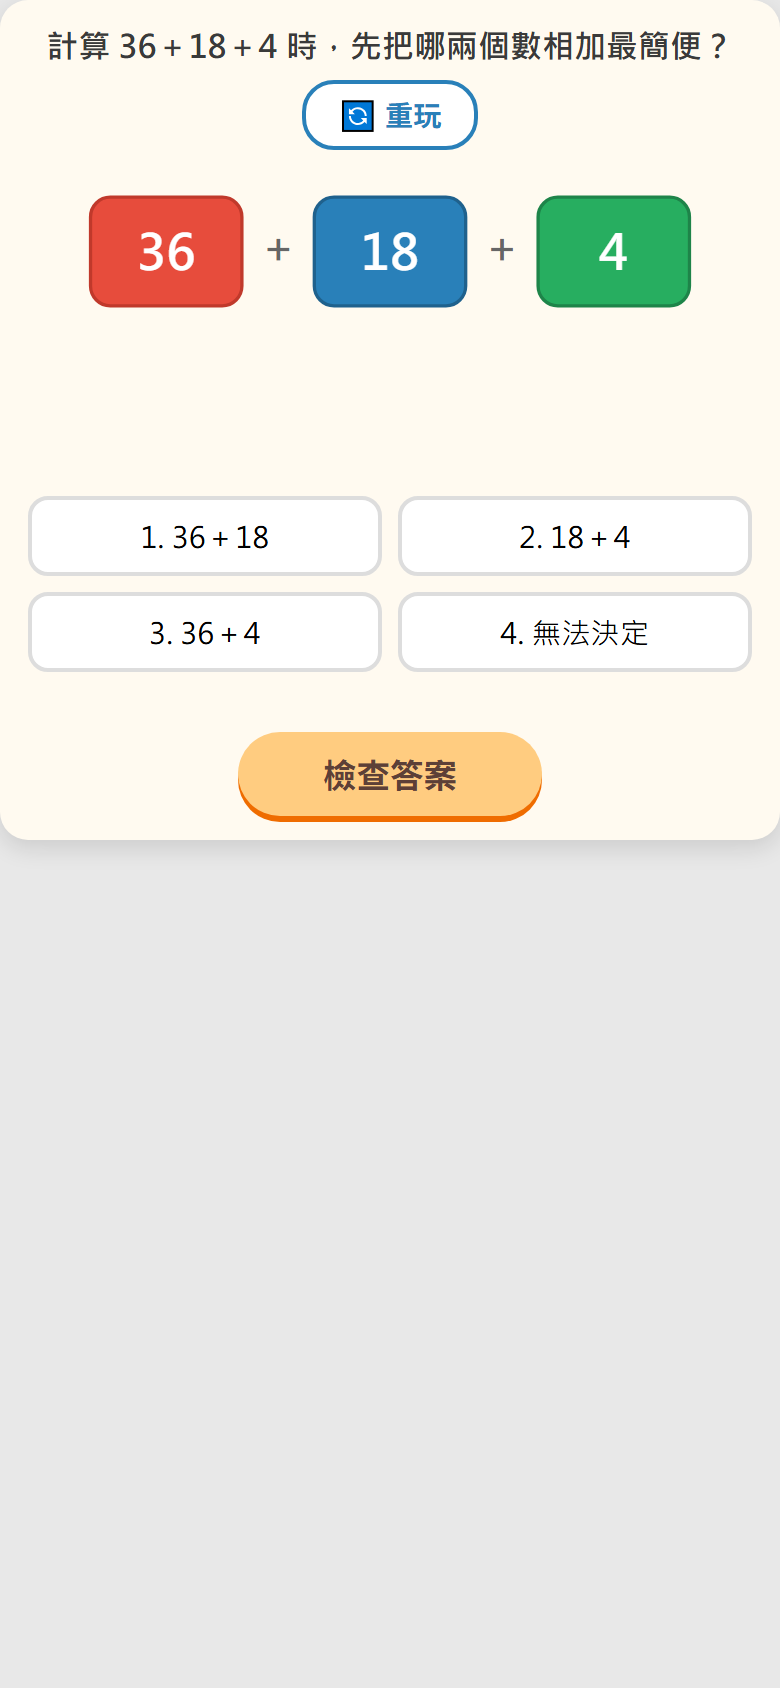 計算 36 + 18 + 4 時，先把哪兩個數相加最簡便？
重玩
36 + 18 + 4
1. 36 + 18
2. 18 + 4
3. 36 + 4
4. 無法決定
檢查答案